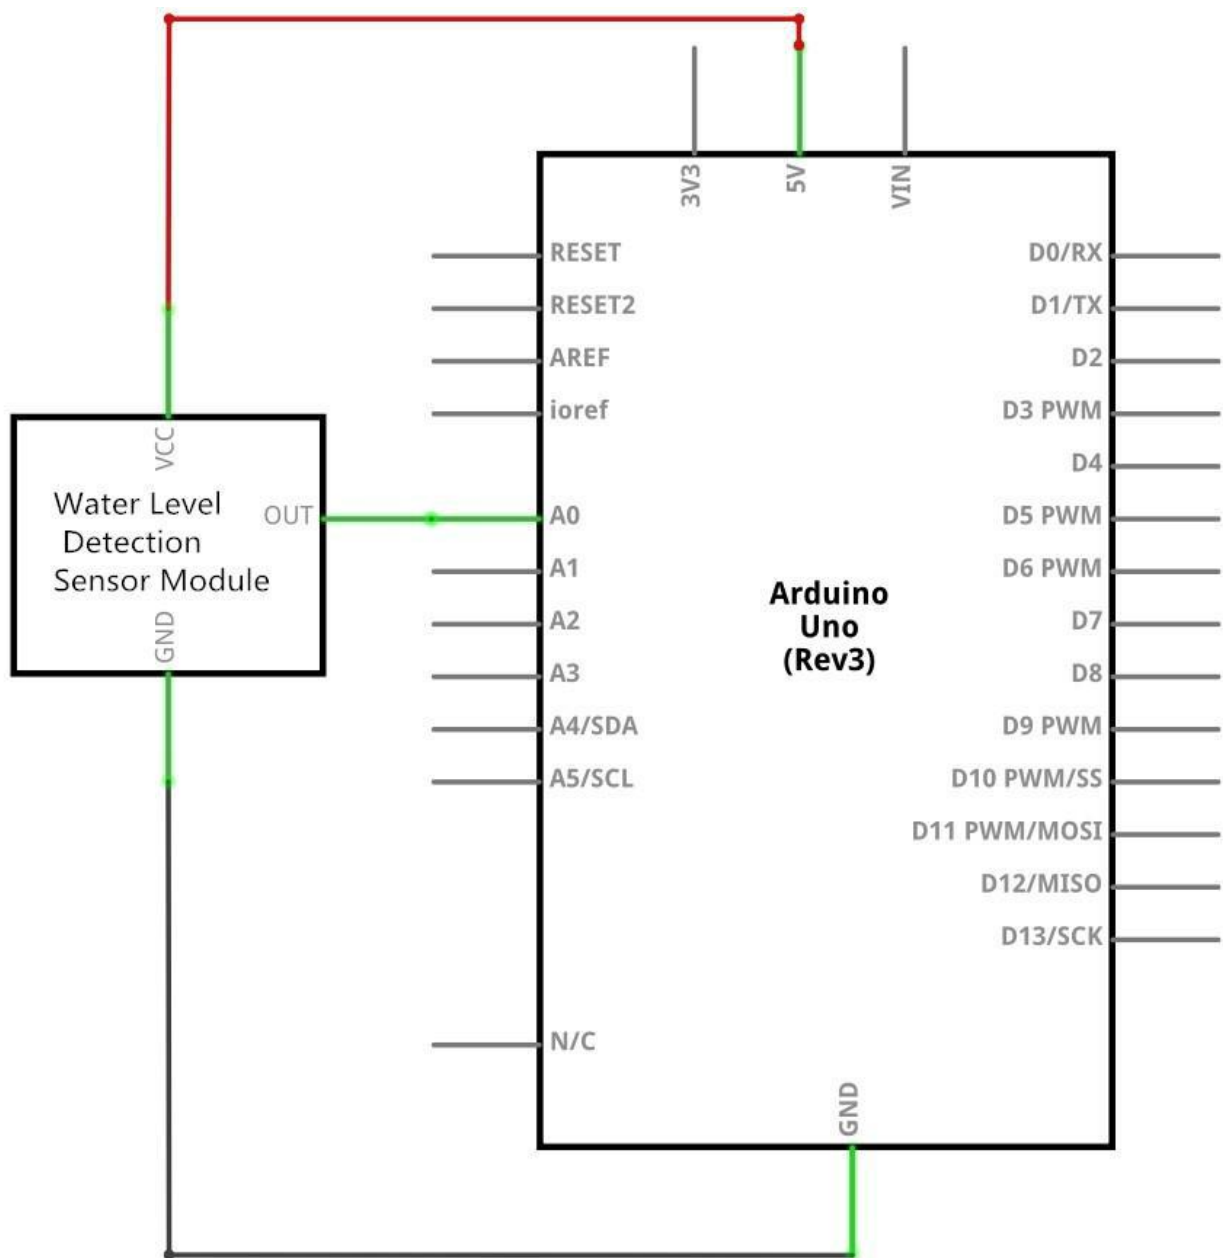 3V3
5V
VIN
RESET
RESET2
AREF
ioref
A0
A1
A2
A3
A4/SDA
A5/SCL
N/C
D0/RX
D1/TX
D2
D3 PWM
D4
D5 PWM
D6 PWM
D7
D8
D9 PWM
D10 PWM/SS
D11 PWM/MOSI
D12/MISO
D13/SCK
GND
Arduino
Uno
(Rev3)
VCC
Water Level
Detection
Sensor Module
OUT
GND